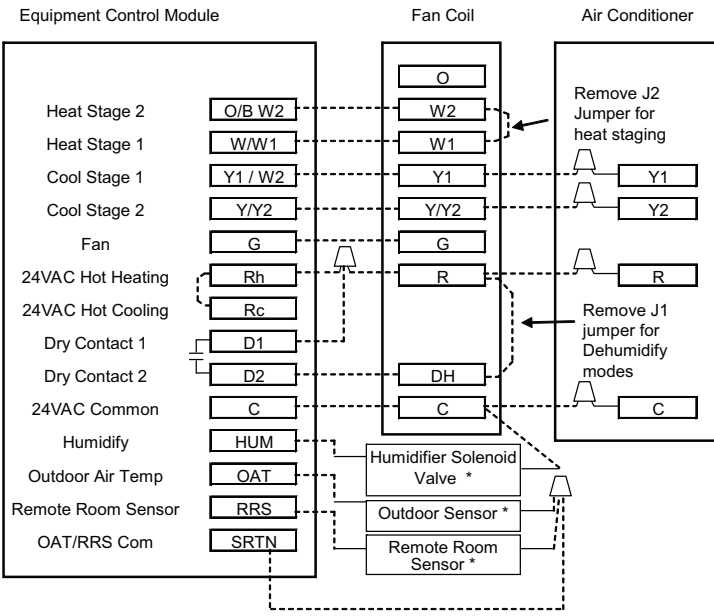 Equipment Control Module
Fan Coil
Air Conditioner
O
Heat Stage 2
O/B W2
W2
Remove J2
Jumper for
heat staging
Heat Stage 1
W/W1
W1
Cool Stage 1
Y1 / W2
Y1
Y1
Cool Stage 2
Y/Y2
Y/Y2
Y2
Fan
G
G
24VAC Hot Heating
Rh
R
R
24VAC Hot Cooling
Rc
Remove J1
jumper for
Dehumidify
modes
Dry Contact 1
D1
Dry Contact 2
D2
DH
24VAC Common
C
C
C
Humidify
HUM
Humidifier Solenoid
Valve *
Outdoor Air Temp
OAT
Outdoor Sensor *
Remote Room Sensor
RRS
Remote Room
Sensor *
OAT/RRS Com
SRTN